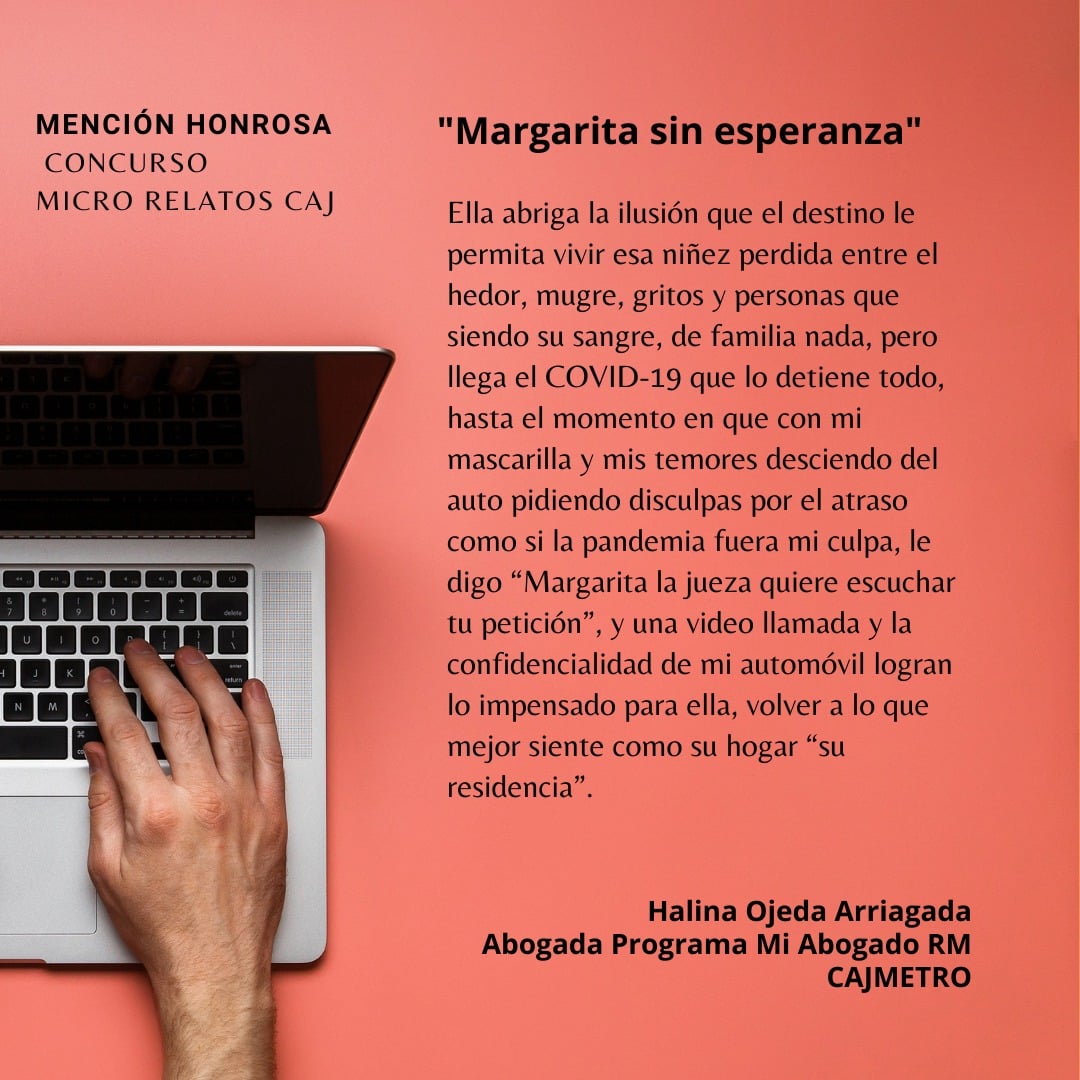 MENCIÓN HONROSA
CONCURSO
MICRO RELATOS CAJ
"Margarita sin esperanza"
Ella abriga la ilusión que el destino le
permita vivir esa niñez perdida entre el
hedor, mugre, gritos y personas que
siendo su sangre, de familia nada, pero
llega el COVID-19 que lo detiene todo,
hasta el momento en que con mi
mascarilla y mis temores desciendo del
auto pidiendo disculpas por el atraso
como si la pandemia fuera mi culpa, le
digo “Margarita la jueza quiere escuchar
tu petición”, y una video llamada y la
confidencialidad de mi automóvil logran
lo impensado para ella, volver a lo que
mejor siente como su hogar “su
residencia”.
Halina Ojeda Arriagada
Abogada Programa Mi Abogado RM
CAJMETRO